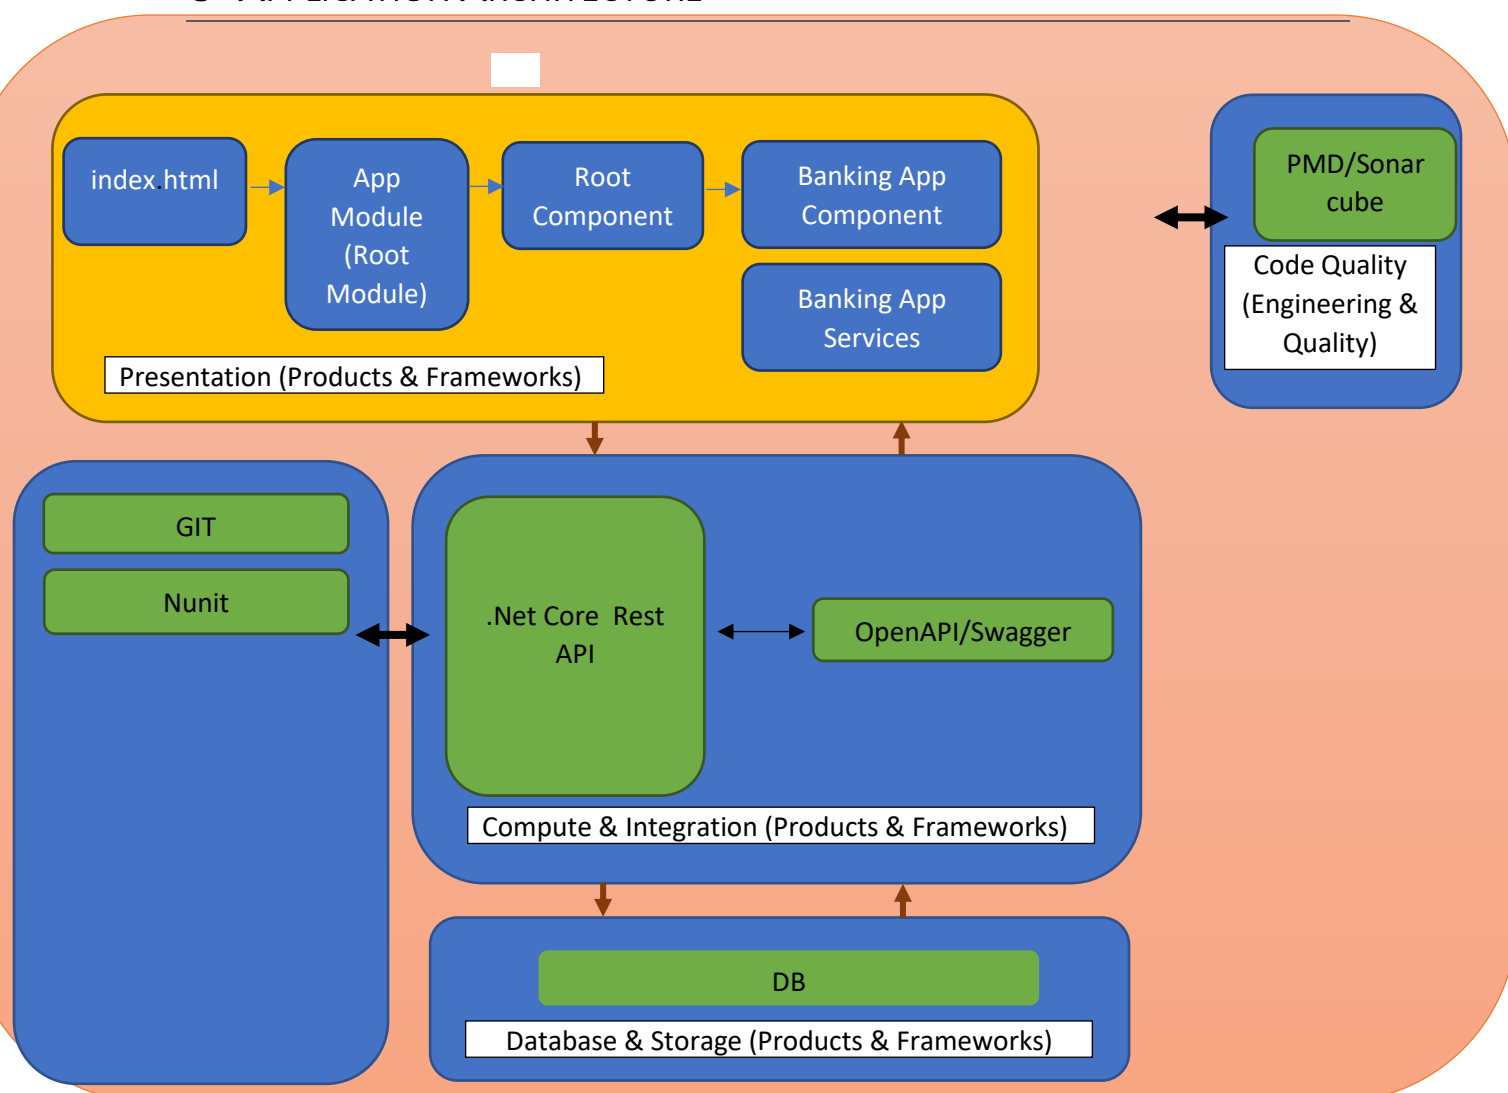 APPLICATION ARCHITECTURE
index.html
App
Module
(Root
Module)
Root
Component
Banking App
Component
Banking App
Services
Presentation (Products & Frameworks)
PMD/Sonar
cube
Code Quality
(Engineering &
Quality)
GIT
Nunit
.Net Core Rest
API
OpenAPI/Swagger
Compute & Integration (Products & Frameworks)
DB
Database & Storage (Products & Frameworks)